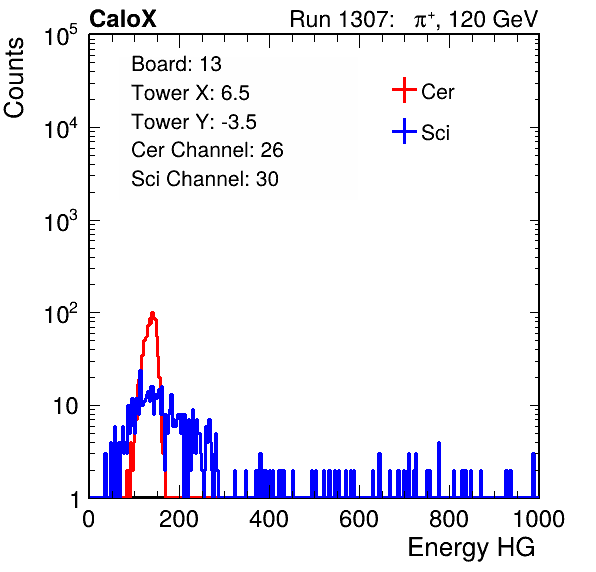 CaloX Run 1307: π⁺, 120 GeV
Counts
10⁵
10⁴
10³
10²
10
1
Board: 13
Tower X: 6.5
Tower Y: -3.5
Cer Channel: 26
Sci Channel: 30
Cer
Sci
0 200 400 600 800 1000
Energy HG